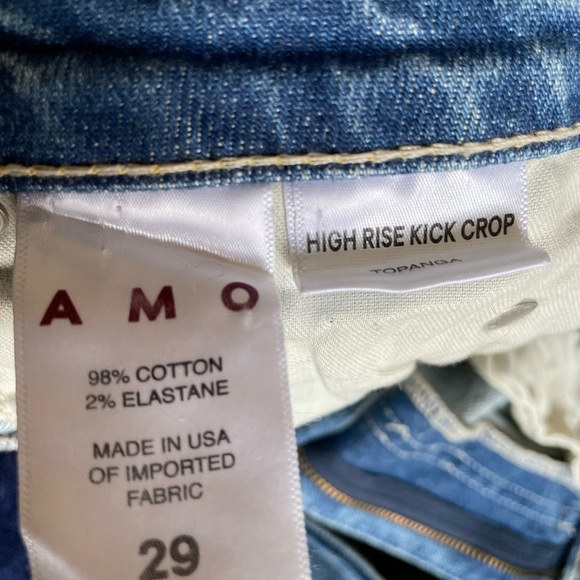 AMO
98% COTTON
2% ELASTANE
MADE IN USA
OF IMPORTED
FABRIC
29
HIGH RISE KICK CROP
TOPANGA